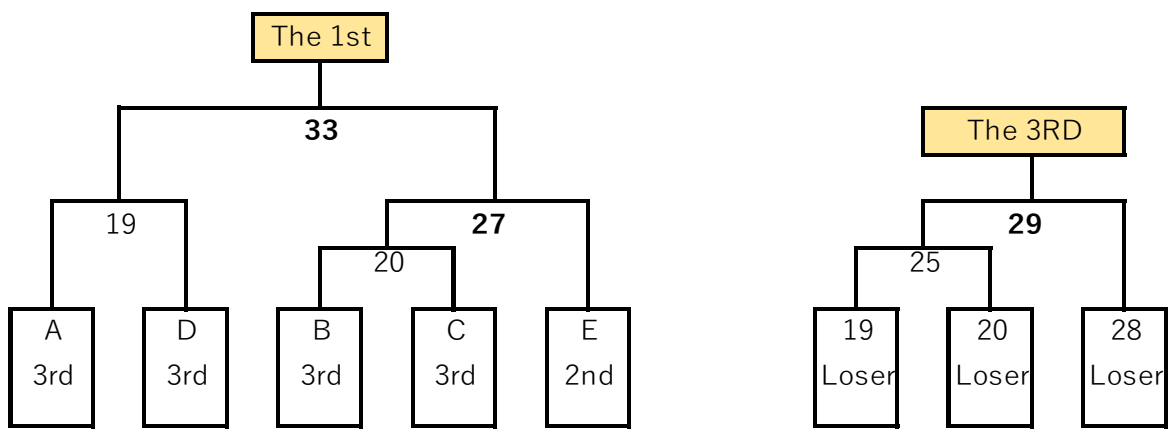 The 1st
33
19
27
20
A
3rd
D
3rd
B
3rd
C
3rd
E
2nd
The 3RD
29
25
19
Loser
20
Loser
28
Loser